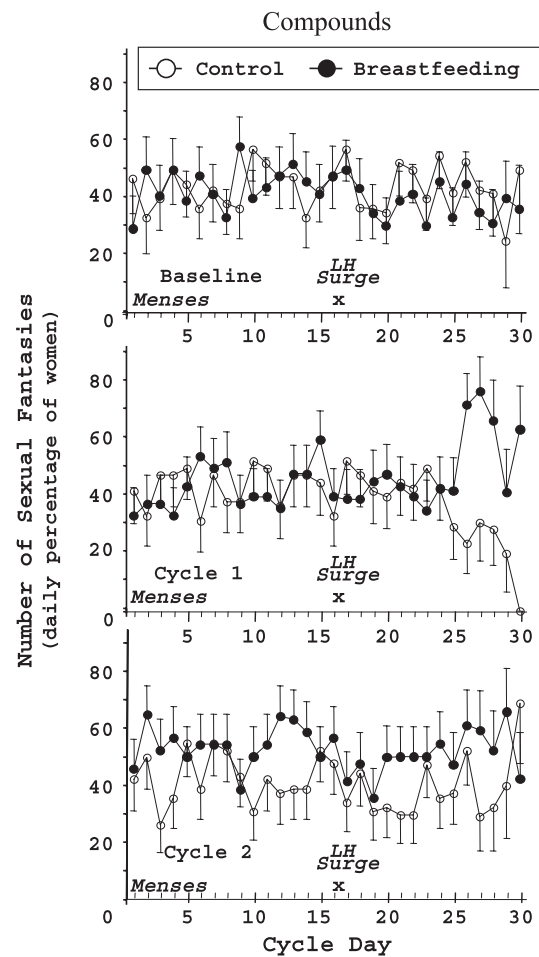 Compounds
Control Breastfeeding
Number of Sexual Fantasies
(daily percentage of women)
80
60
40
20
0
Baseline
LH
Surge
x
Menses
5 10 15 20 25 30
80
60
40
20
0
Cycle 1
LH
Surge
x
Menses
5 10 15 20 25 30
80
60
40
20
0
Cycle 2
LH
Surge
x
Menses
5 10 15 20 25 30
Cycle Day